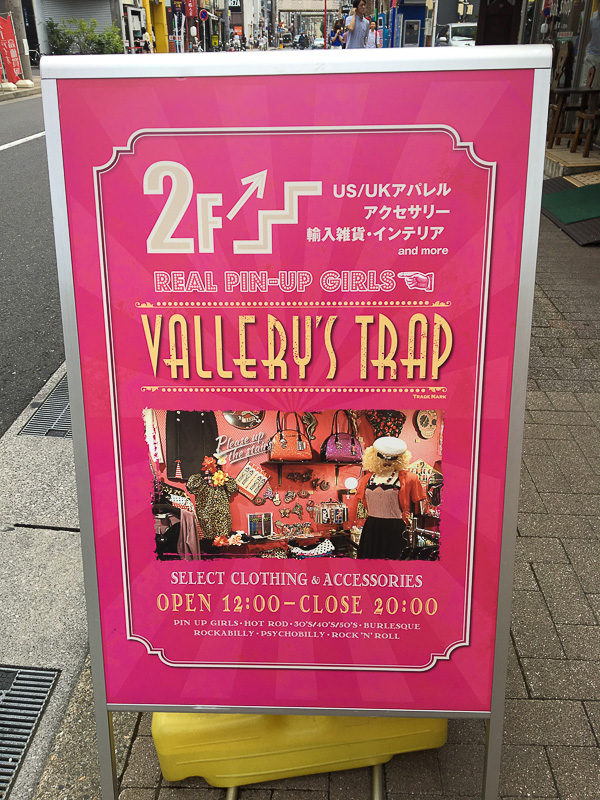 2F
US/UKアパレル
アクセサリー
輸入雑貨・インテリア
and more
REAL PIN-UP GIRLS
VALLERY'S TRAP
TRADE MARK
Please up
the stairs
SELECT CLOTHING & ACCESSORIES
OPEN 12:00－CLOSE 20:00
PIN UP GIRLS・HOT ROD・30'S/40'S/50'S・BURLESQUE
ROCKABILLY・PSYCHOBILLY・ROCK'N'ROLL